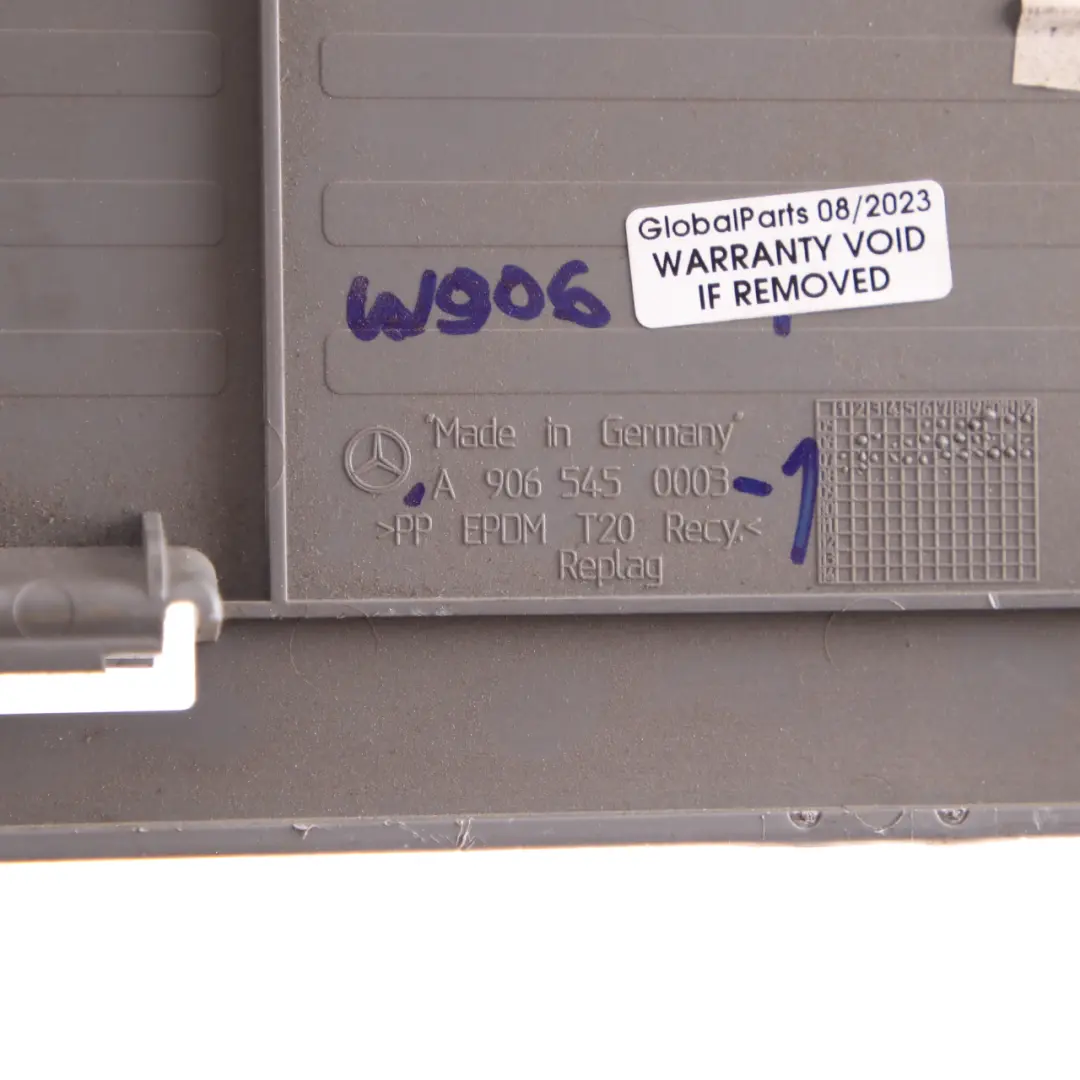 GlobalParts 08/2023
WARRANTY VOID
IF REMOVED
W906
"Made in Germany"
A 906 545 0003 -1
>PP EPDM T20 Recy.<
Replag